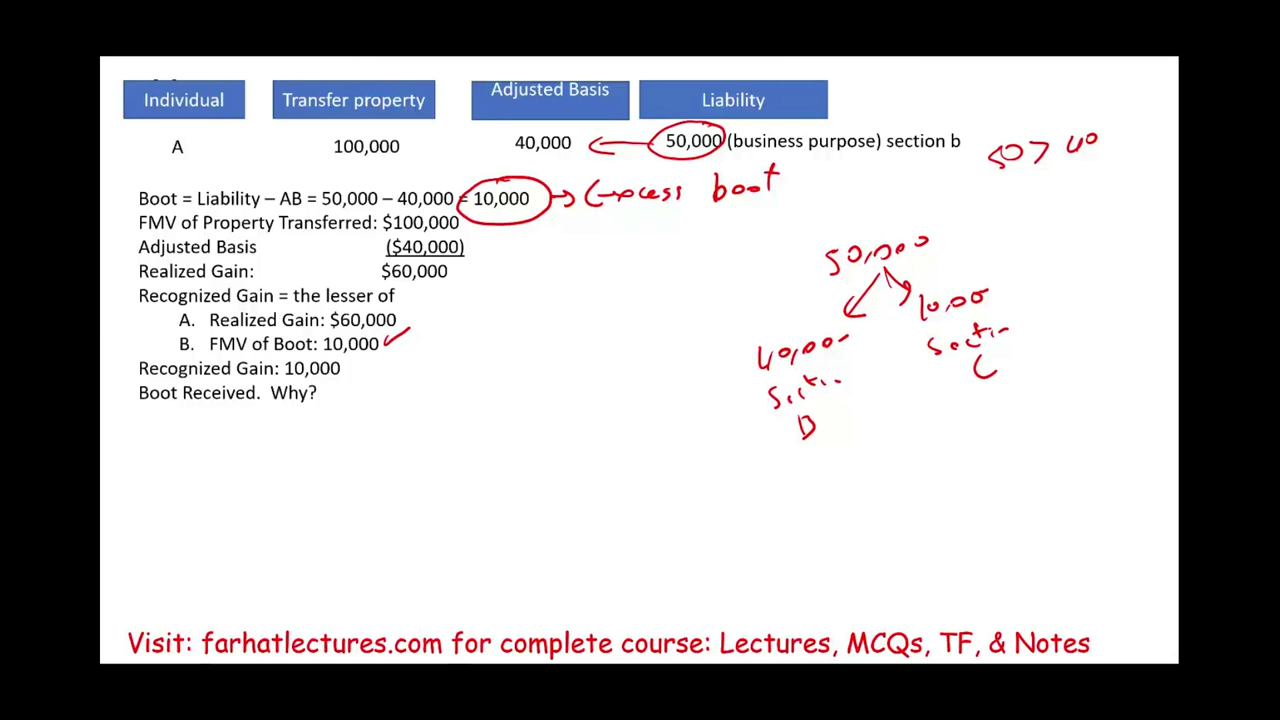 Individual Transfer property Adjusted Basis Liability
A 100,000 40,000 50,000 (business purpose) section b 50 > 40
Boot = Liability – AB = 50,000 – 40,000 = 10,000 Excess boot
FMV of Property Transferred: $100,000
Adjusted Basis ($40,000)
50,000
Realized Gain: $60,000
Recognized Gain = the lesser of
10,00
A. Realized Gain: $60,000
B. FMV of Boot: 10,000
40,000
Section
C
Recognized Gain: 10,000
Boot Received. Why?
Section
B
Visit: farhatlectures.com for complete course: Lectures, MCQs, TF, & Notes